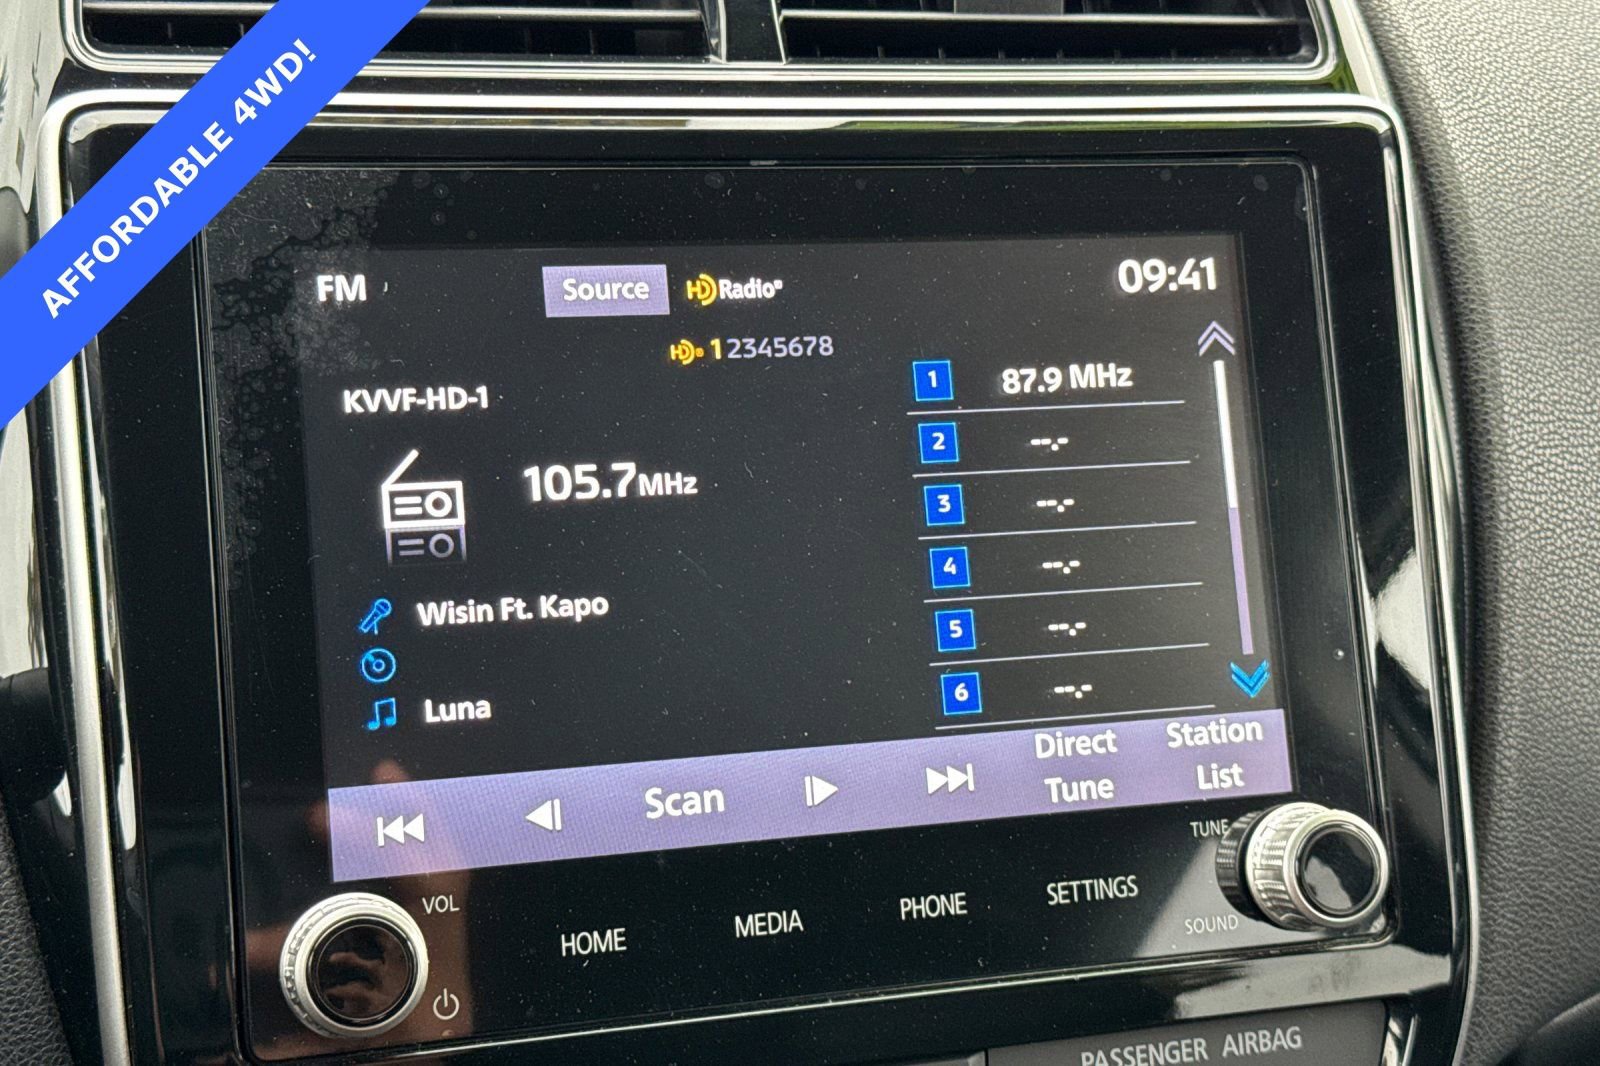 AFFORDABLE 4WD!
FM
Source
HD Radio®
09:41
HD® 12345678
KVVF-HD-1
105.7MHz
Wisin Ft. Kapo
Luna
1 87.9 MHz
2 --.-
3 --.-
4 --.-
5 --.-
6 --.-
Scan
Direct
Tune
Station
List
VOL
HOME
MEDIA
PHONE
SETTINGS
TUNE
SOUND
PASSENGER AIRBAG